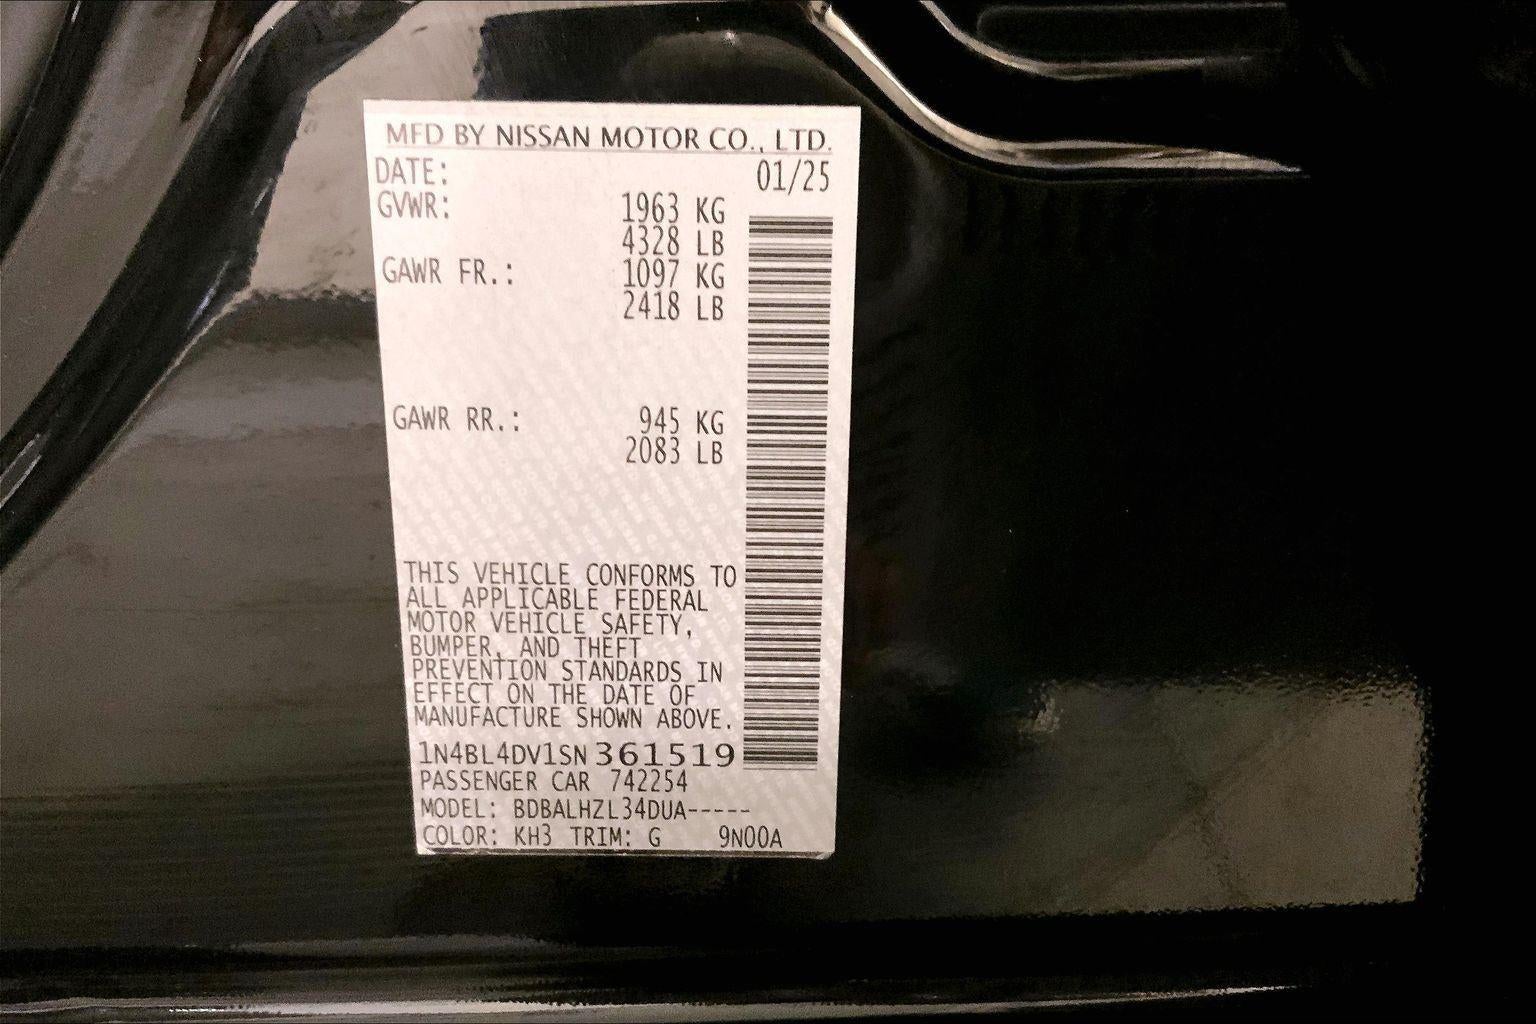 MFD BY NISSAN MOTOR CO., LTD.
DATE: 01/25
GVWR: 1963 KG
4328 LB
GAWR FR.: 1097 KG
2418 LB
GAWR RR.: 945 KG
2083 LB
THIS VEHICLE CONFORMS TO
ALL APPLICABLE FEDERAL
MOTOR VEHICLE SAFETY,
BUMPER, AND THEFT
PREVENTION STANDARDS IN
EFFECT ON THE DATE OF
MANUFACTURE SHOWN ABOVE.
1N4BL4DV1SN361519
PASSENGER CAR 742254
MODEL: BDBALHZL34DUA-----
COLOR: KH3 TRIM: G 9N00A